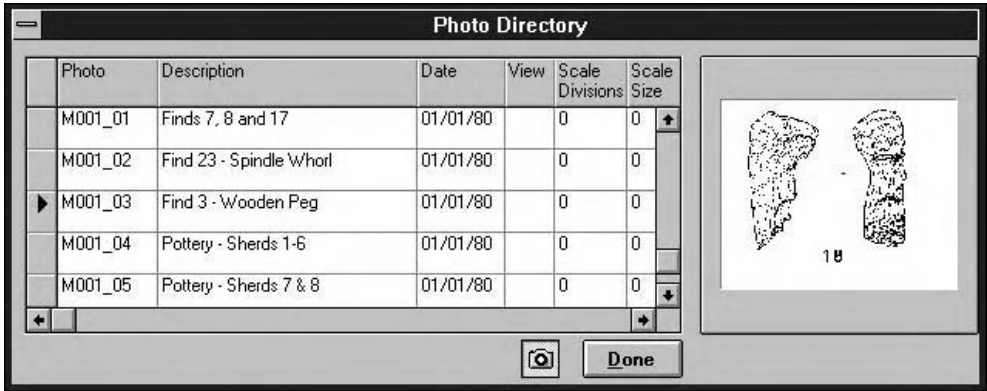 Photo Directory
Photo Description Date View Scale Divisions Scale Size
M001_01 Finds 7, 8 and 17 01/01/80 0 0
M001_02 Find 23 - Spindle Whorl 01/01/80 0 0
M001_03 Find 3 - Wooden Peg 01/01/80 0 0
M001_04 Pottery - Sherds 1-6 01/01/80 0 0
M001_05 Pottery - Sherds 7 & 8 01/01/80 0 0
Done